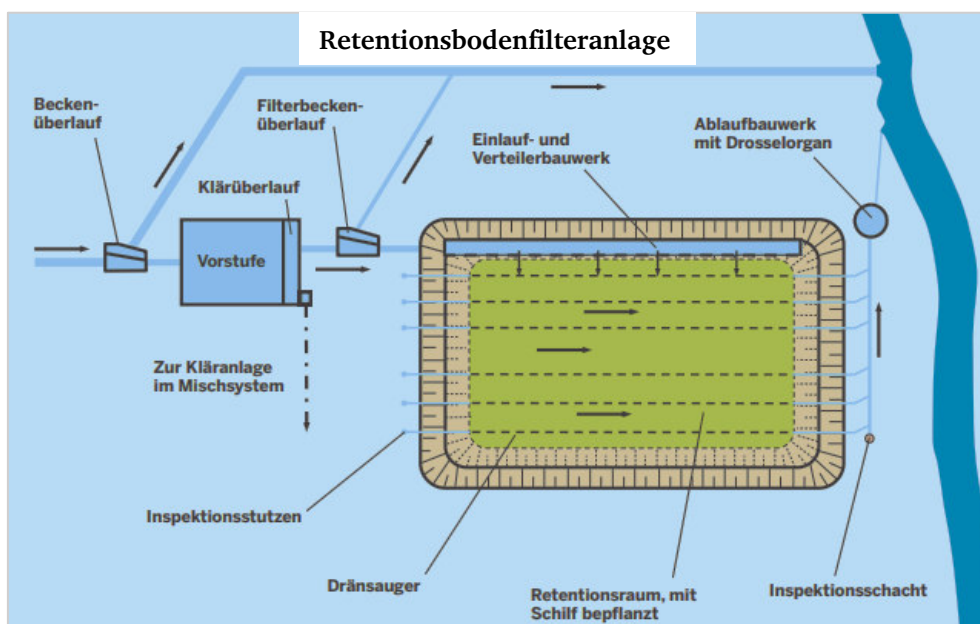 Retentionsbodenfilteranlage
Becken-
überlauf
Filterbecken-
überlauf
Einlauf- und
Verteilerbauwerk
Ablaufbauwerk
mit Drosselorgan
Klärüberlauf
Vorstufe
Zur Kläranlage
im Mischsystem
Inspektionsstutzen
Dränsauger
Retentionsraum, mit
Schilf bepflanzt
Inspektionsschacht